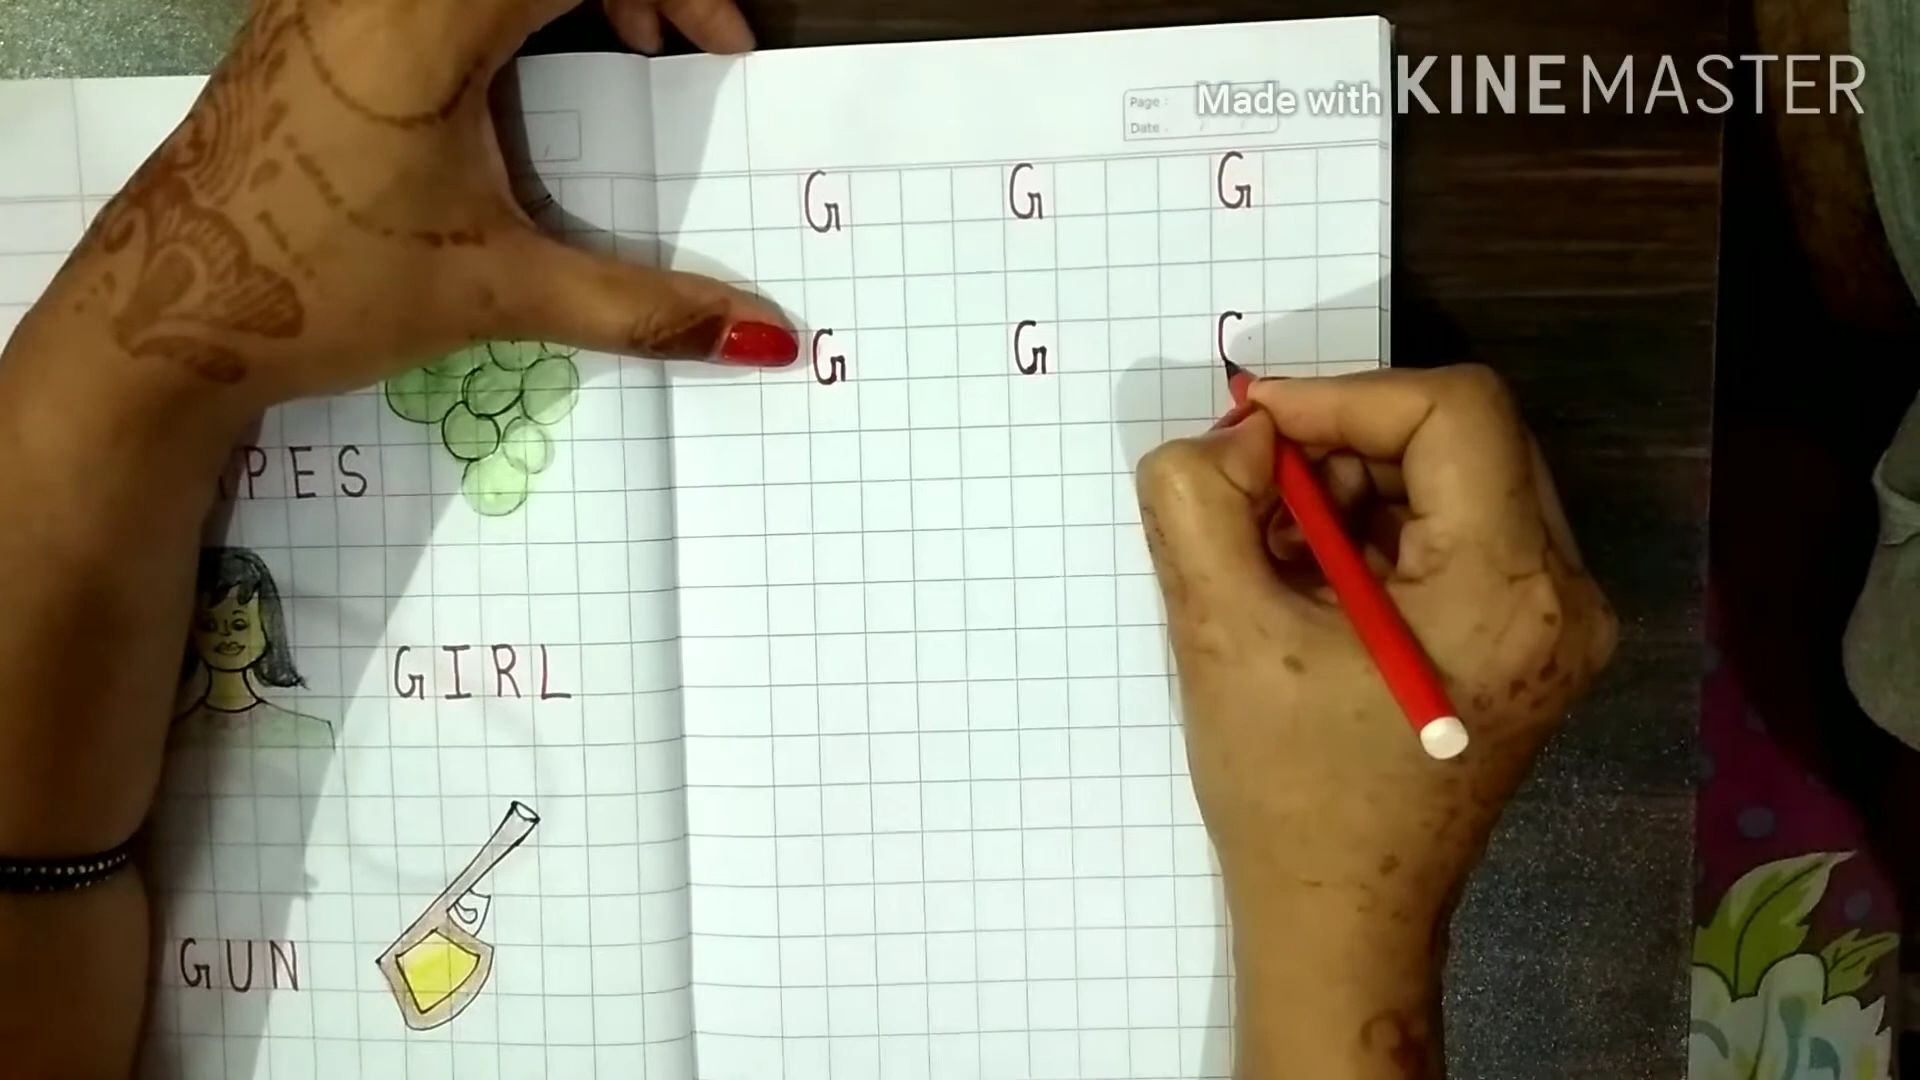 Made with KINEMASTER
Page :
Date :
G G G
G G
PES
GIRL
GUN